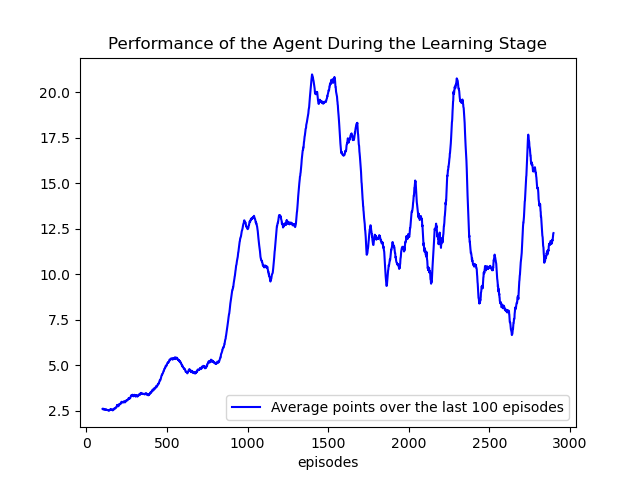 Performance of the Agent During the Learning Stage
20.0
17.5
15.0
12.5
10.0
7.5
5.0
2.5
Average points over the last 100 episodes
0 500 1000 1500 2000 2500 3000
episodes